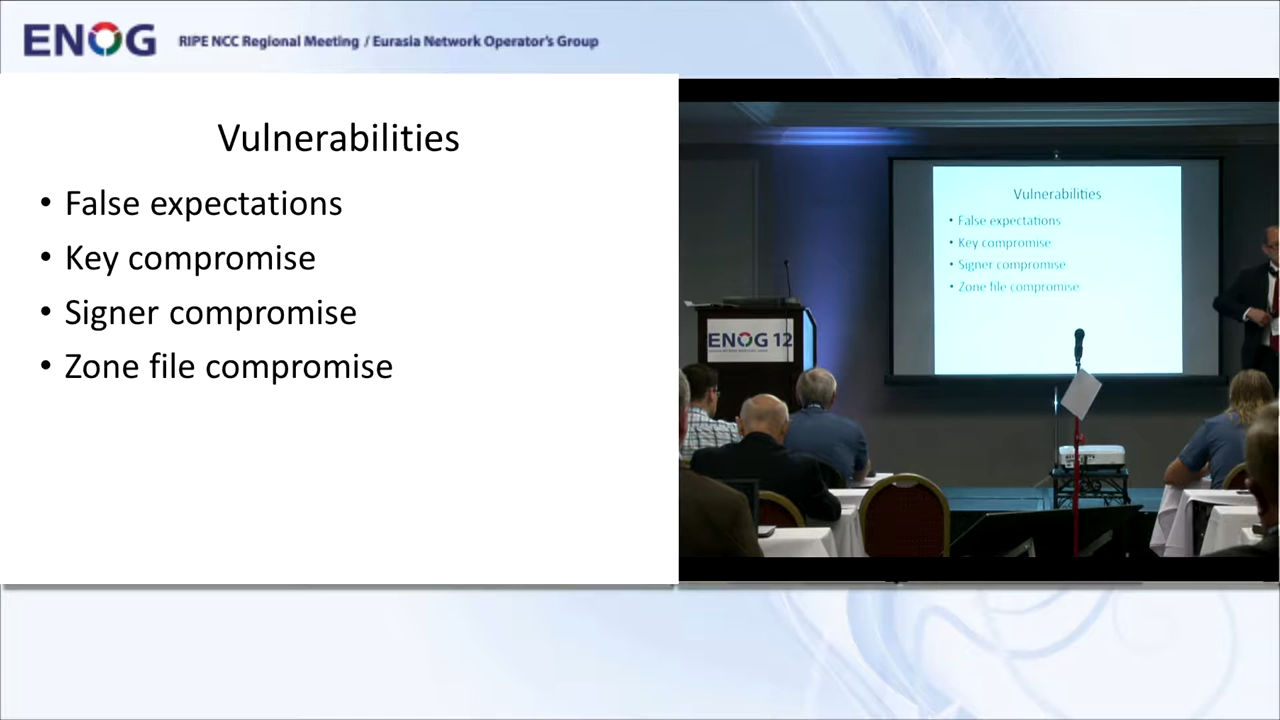 ENOG RIPE NCC Regional Meeting / Eurasia Network Operator's Group
Vulnerabilities
• False expectations
• Key compromise
• Signer compromise
• Zone file compromise
Vulnerabilities
• False expectations
• Key compromise
• Signer compromise
• Zone file compromise
ENOG 12